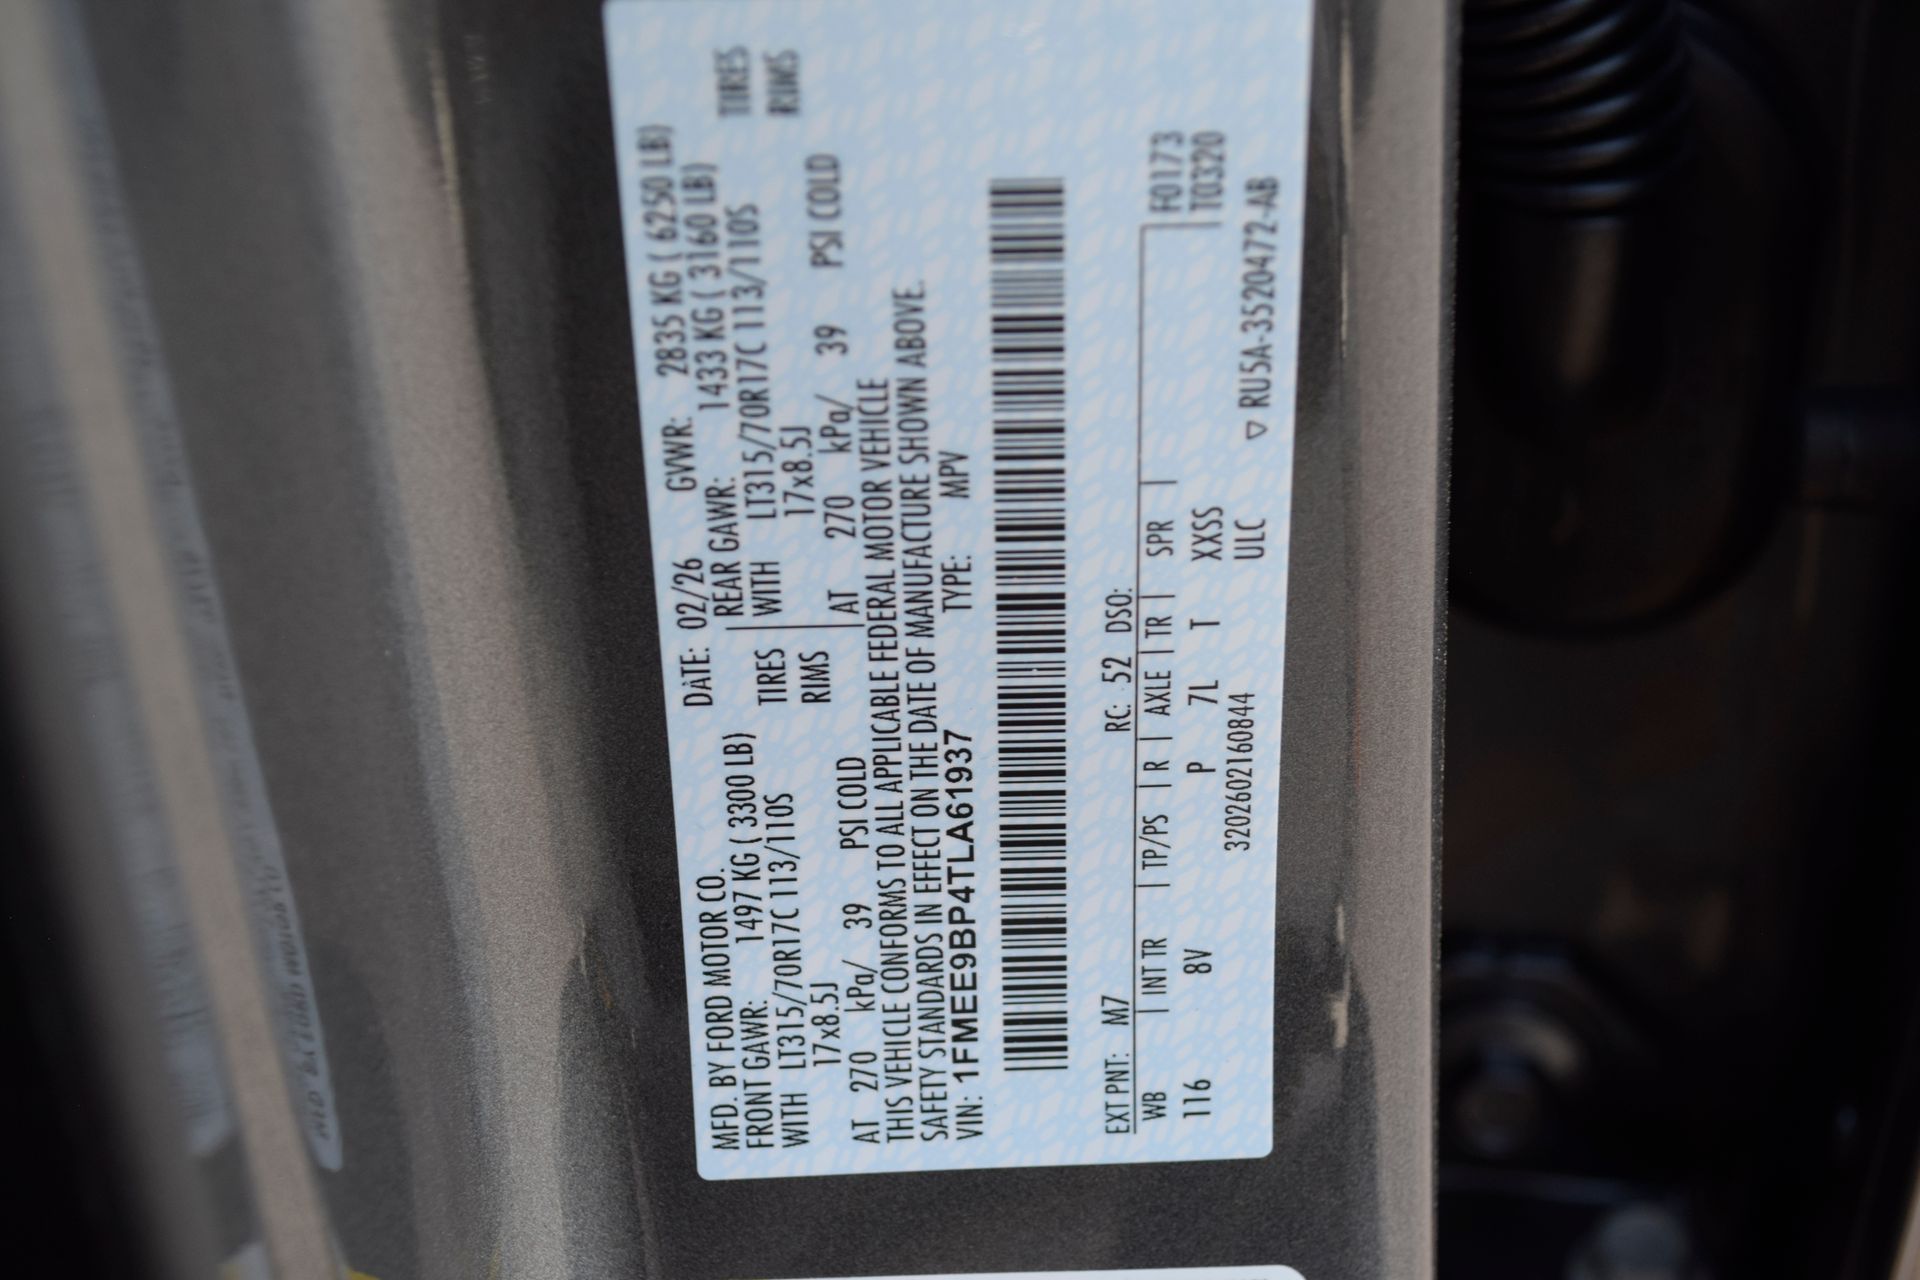 MFD. BY FORD MOTOR CO. DATE: 02/26 GVWR: 2835 KG ( 6250 LB)
FRONT GAWR: 1497 KG ( 3300 LB) REAR GAWR: 1433 KG ( 3160 LB)
WITH LT315/70R17C 113/110S TIRES WITH LT315/70R17C 113/110S TIRES
17x8.5J RIMS 17x8.5J RIMS
AT 270 kPa/ 39 PSI COLD AT 270 kPa/ 39 PSI COLD
THIS VEHICLE CONFORMS TO ALL APPLICABLE FEDERAL MOTOR VEHICLE
SAFETY STANDARDS IN EFFECT ON THE DATE OF MANUFACTURE SHOWN ABOVE.
VIN: 1FMEE9BP4TLA61937 TYPE: MPV
EXT PNT: M7 RC: 52 DSO: F0173
WB INT TR TP/PS R AXLE TR SPR T0320
116 8V P 7L T XXSS
3202602160844 ULC ▽ RU5A-3520472-AB